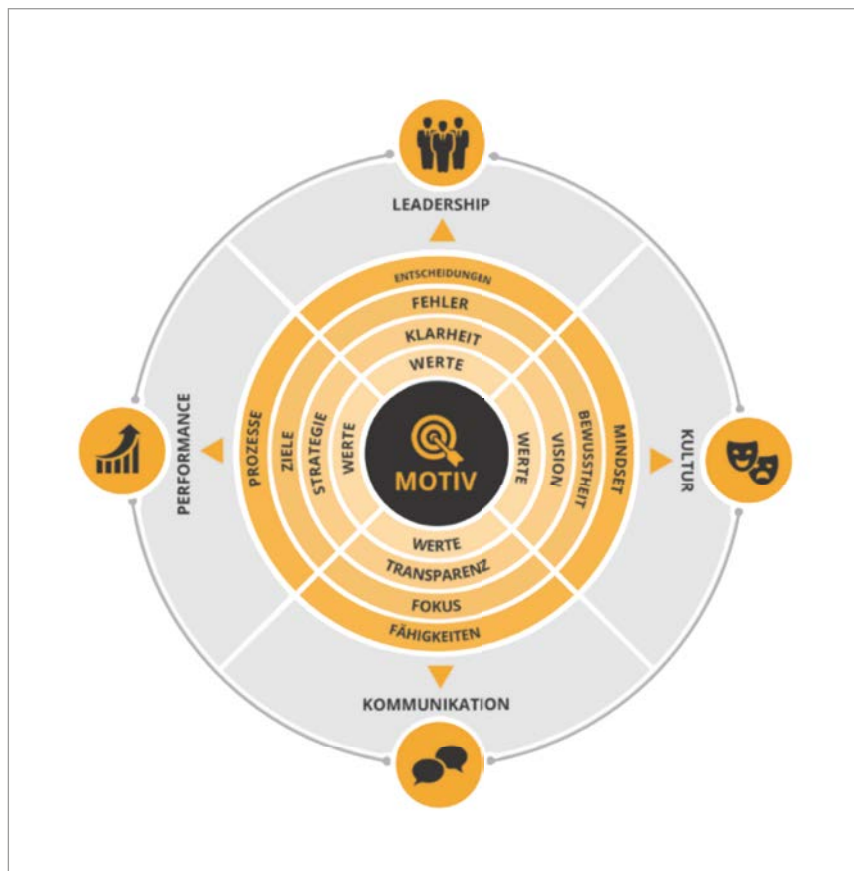 LEADERSHIP
ENTSCHEIDUNGEN
FEHLER
KLARHEIT
WERTE
PERFORMANCE
PROZESSE
ZIELE
STRATEGIE
WERTE
MOTIV
WERTE
VISION
BEWUSSTHEIT
MINDSET
KULTUR
WERTE
TRANSPARENZ
FOKUS
FÄHIGKEITEN
KOMMUNIKATION